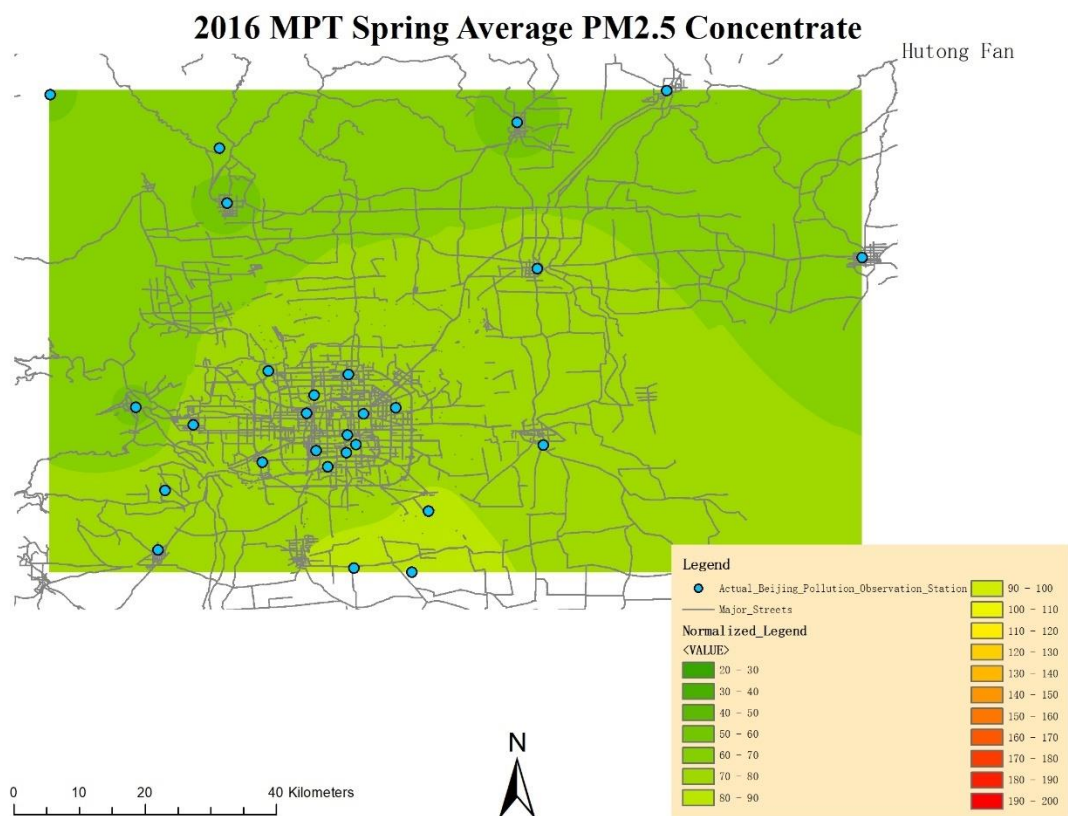 2016 MPT Spring Average PM2.5 Concentrate
Hutong Fan
Legend
Actual_Beijing_Pollution_Observation_Station
Major_Streets
Normalized_Legend
<VALUE>
20 - 30
30 - 40
40 - 50
50 - 60
60 - 70
70 - 80
80 - 90
90 - 100
100 - 110
110 - 120
120 - 130
130 - 140
140 - 150
150 - 160
160 - 170
170 - 180
180 - 190
190 - 200
N
0 10 20 40 Kilometers